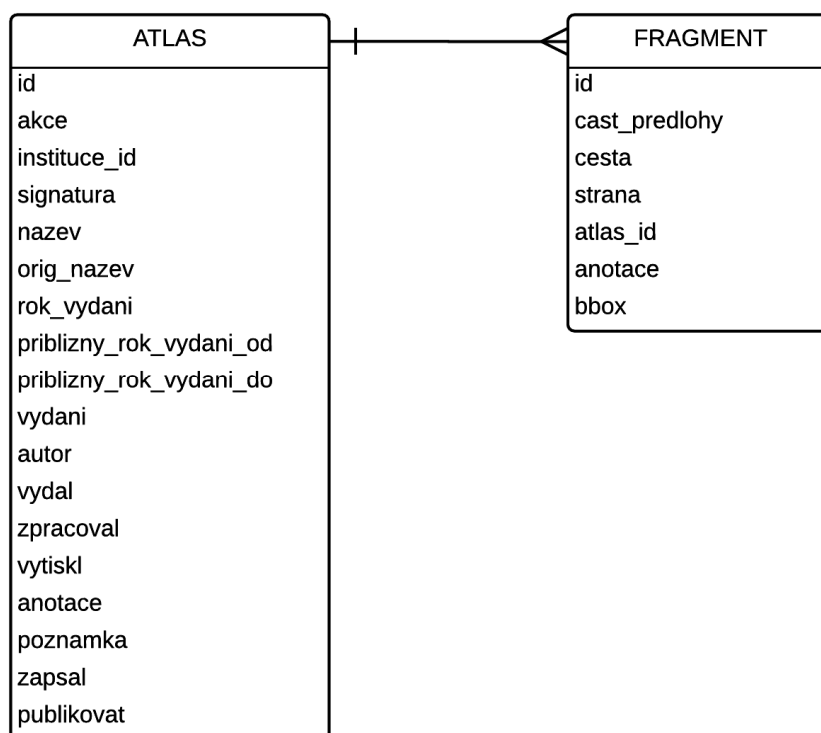 ATLAS
id
akce
instituce_id
signatura
nazev
orig_nazev
rok_vydani
priblizny_rok_vydani_od
priblizny_rok_vydani_do
vydani
autor
vydal
zpracoval
vytiskl
anotace
poznamka
zapsal
publikovat
FRAGMENT
id
cast_predlohy
cesta
strana
atlas_id
anotace
bbox